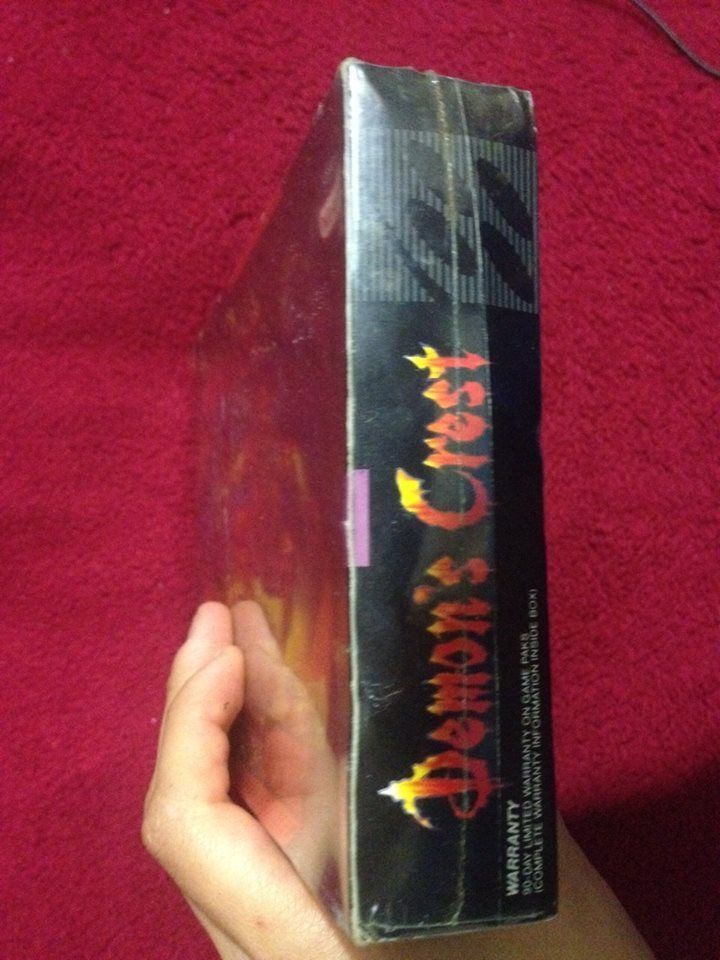 Demon's Crest
WARRANTY
90-DAY LIMITED WARRANTY ON GAME PAKS
(COMPLETE WARRANTY INFORMATION INSIDE BOX)